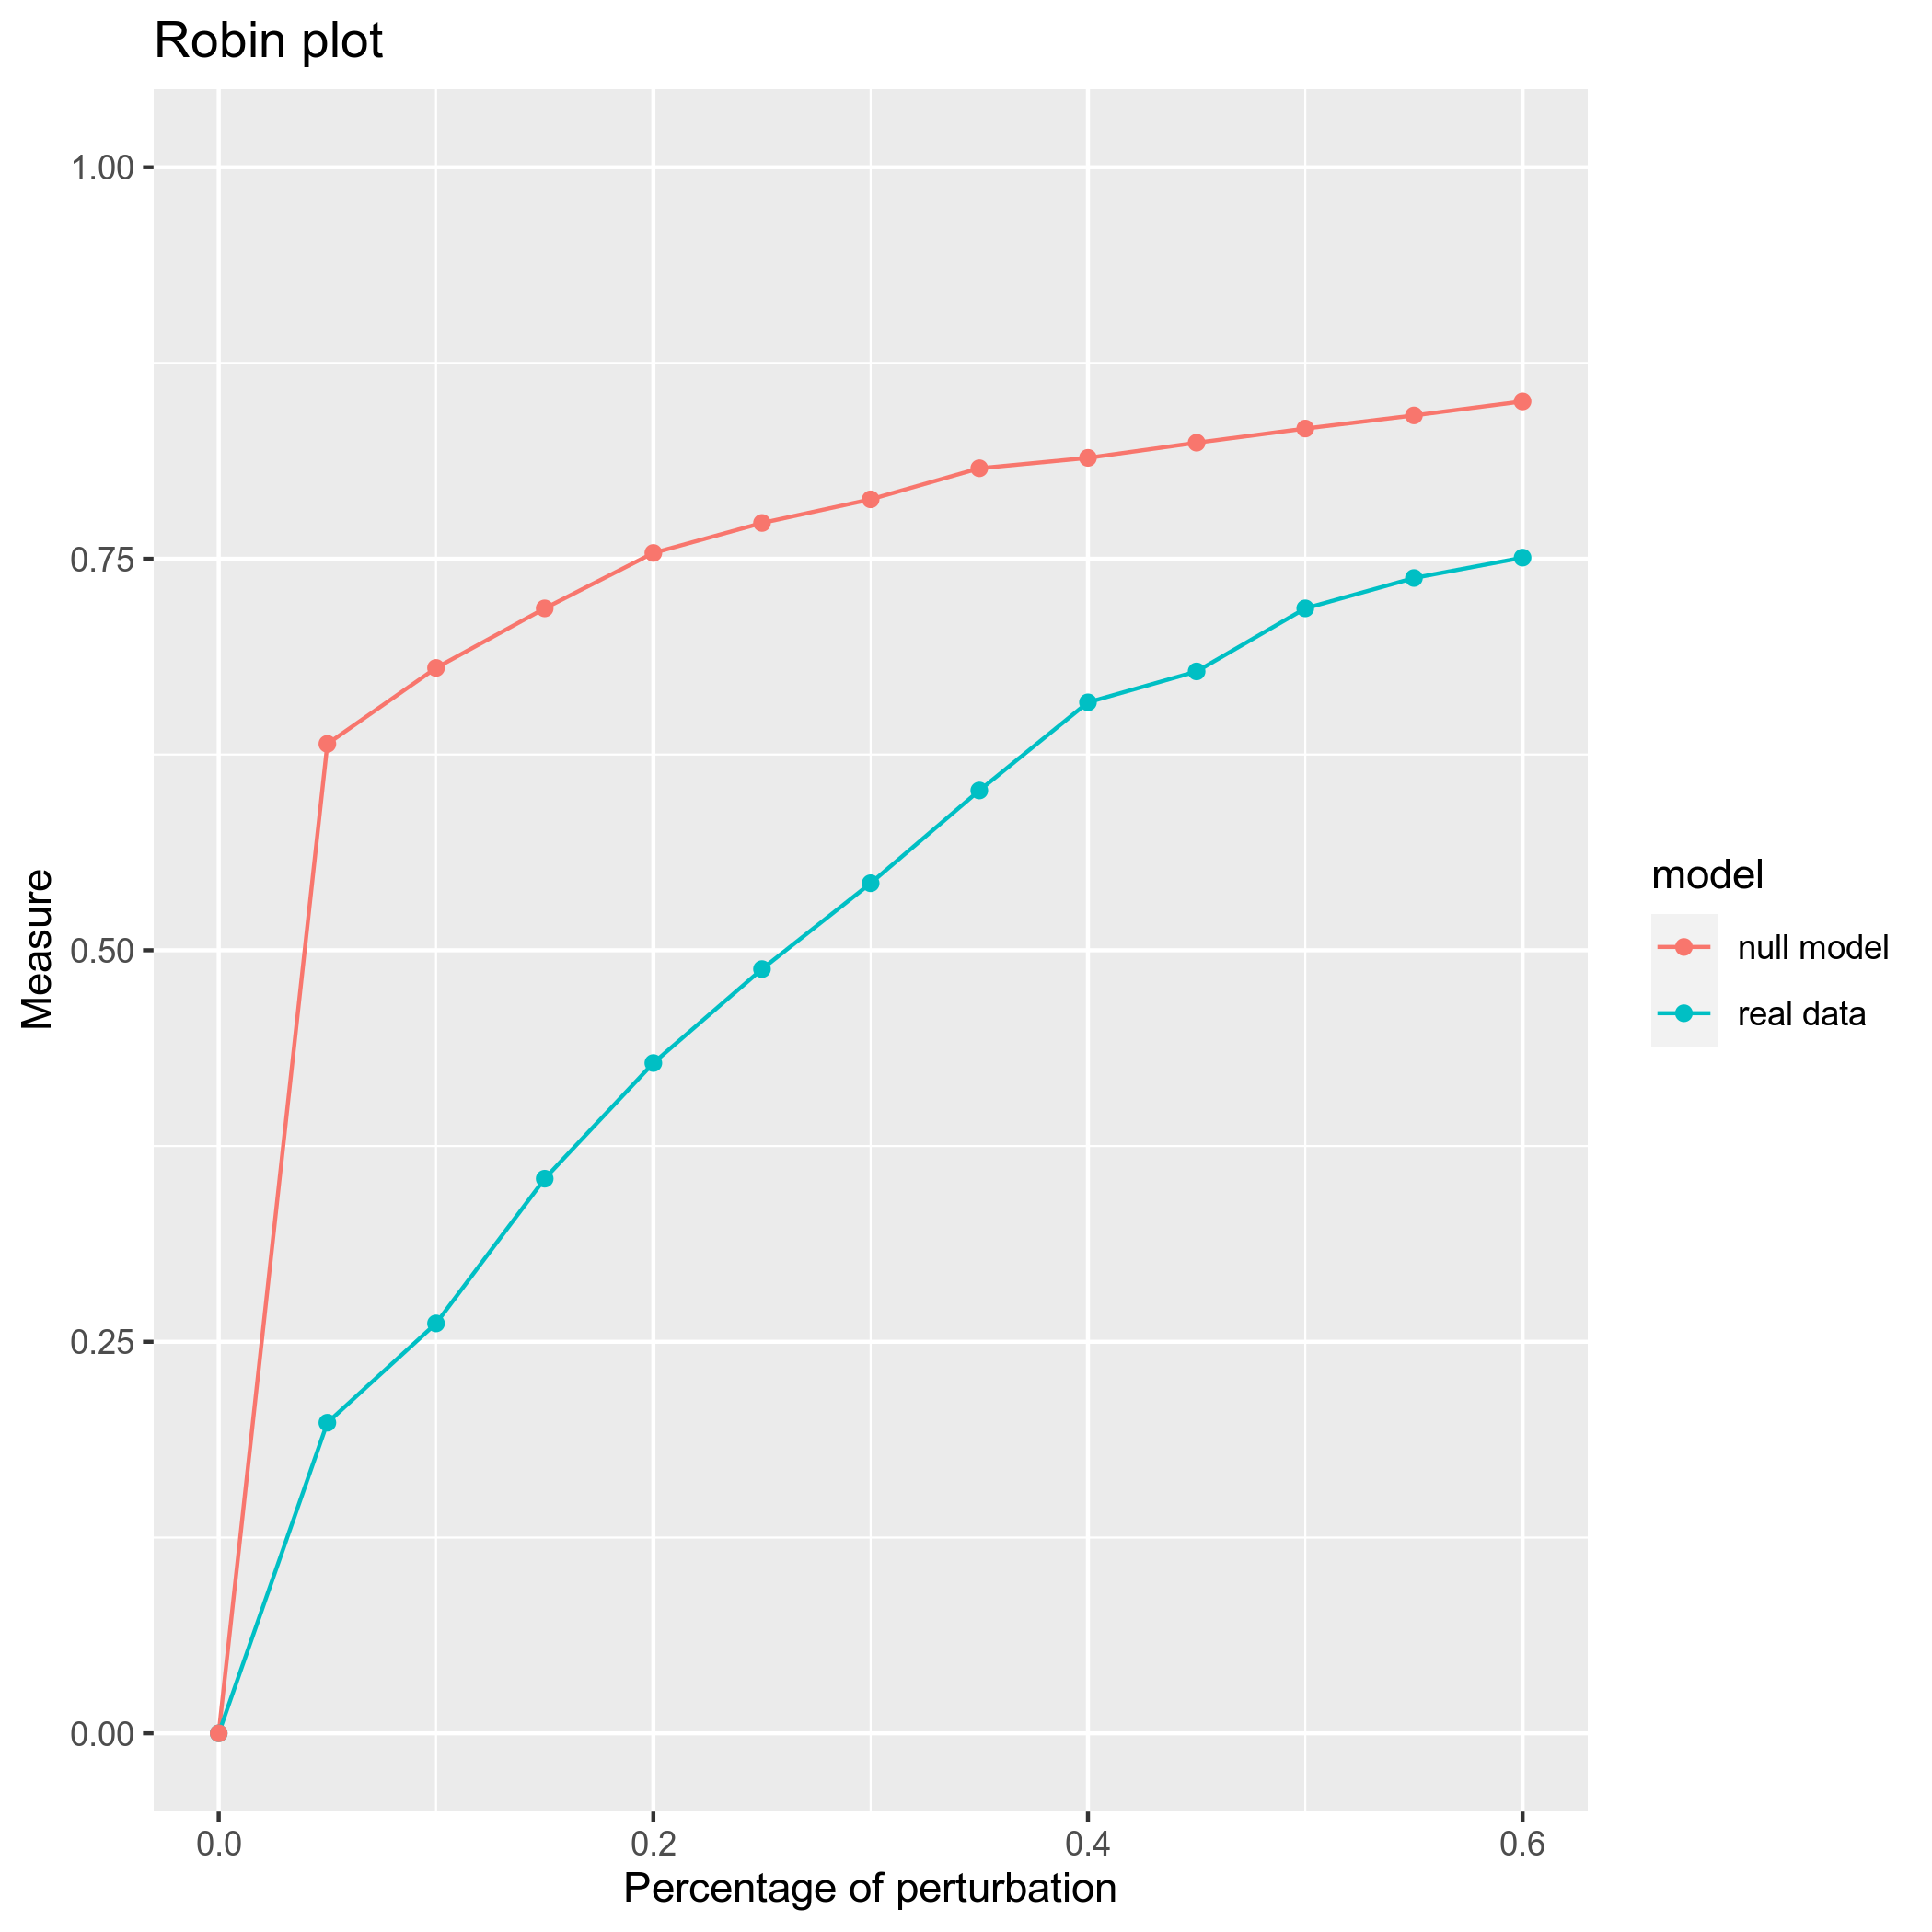 Robin plot
1.00
0.75
0.50
0.25
0.00
Measure
0.0
0.2
0.4
0.6
Percentage of perturbation
model
null model
real data